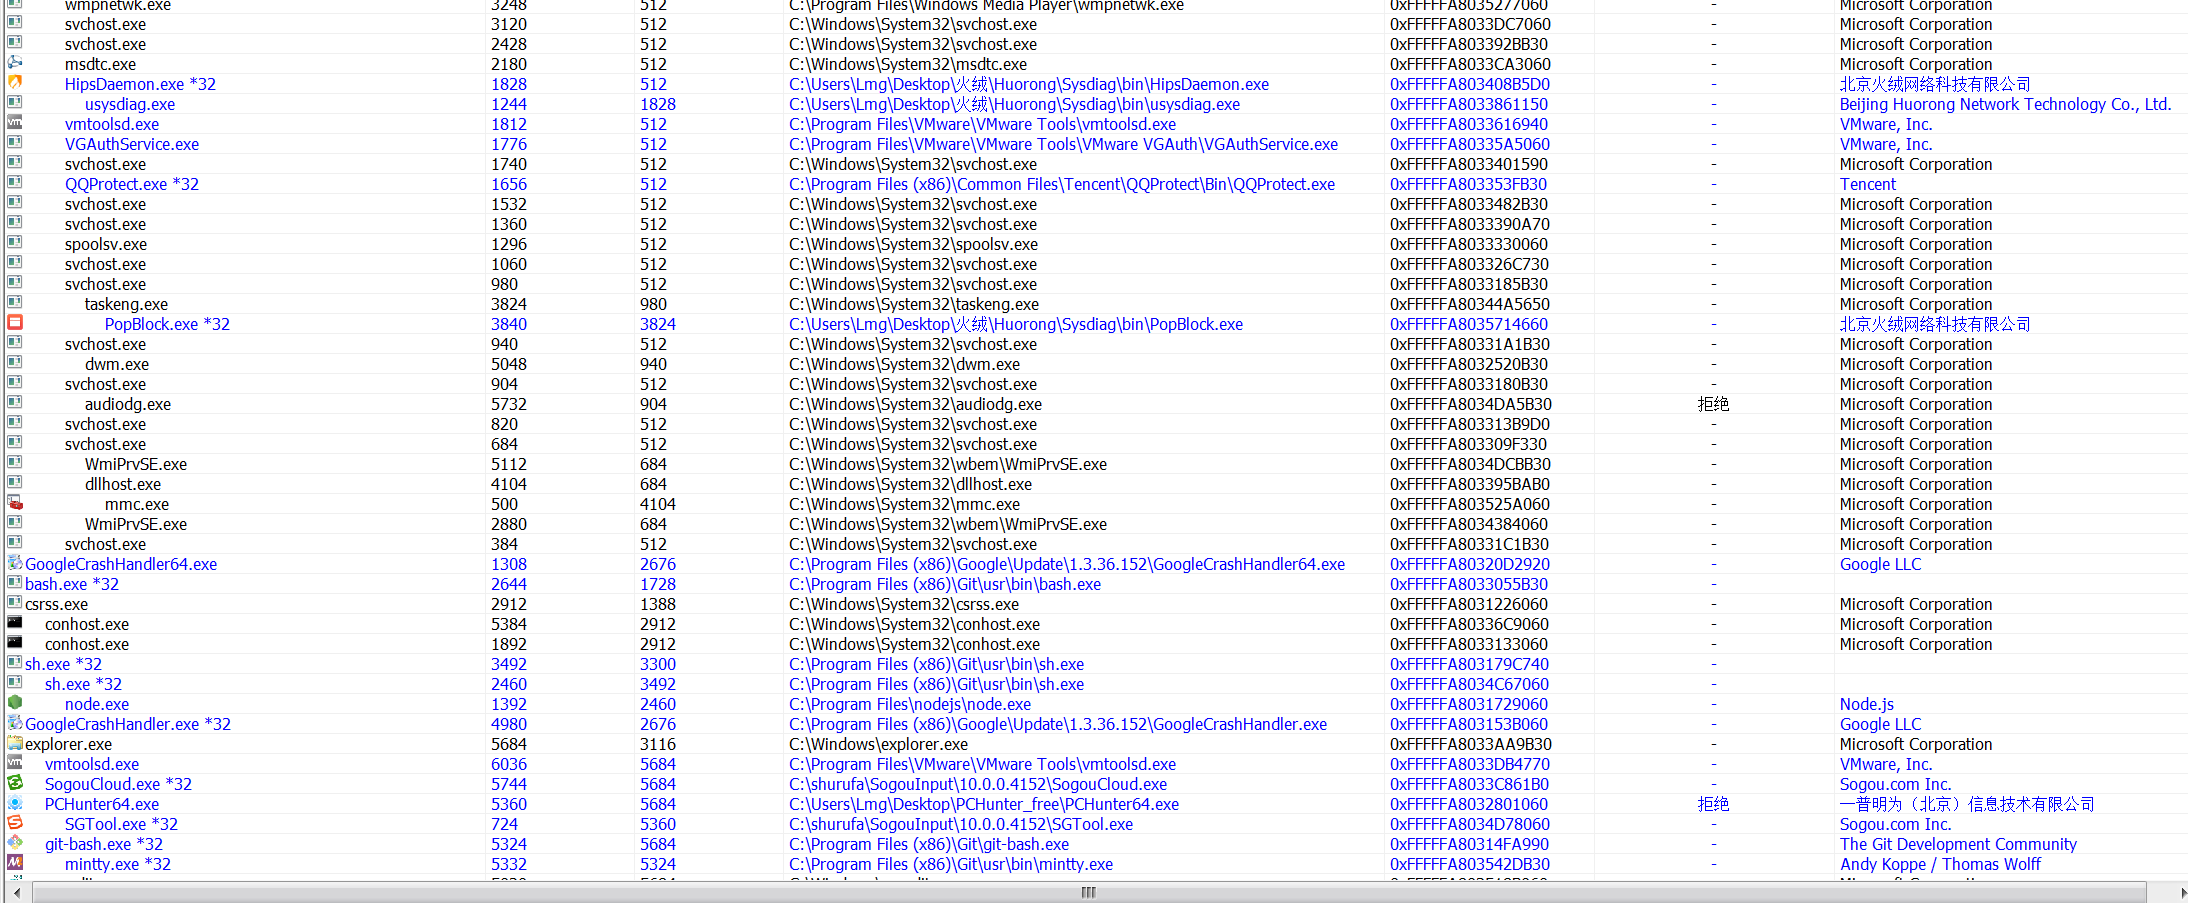 wmpnetwk.exe 3248 512 C:\Program Files\Windows Media Player\wmpnetwk.exe 0xFFFFFA8035277060 - Microsoft Corporation
svchost.exe 3120 512 C:\Windows\System32\svchost.exe 0xFFFFFA8033DC7060 - Microsoft Corporation
svchost.exe 2428 512 C:\Windows\System32\svchost.exe 0xFFFFFA803392BB30 - Microsoft Corporation
msdtc.exe 2180 512 C:\Windows\System32\msdtc.exe 0xFFFFFA8033CA3060 - Microsoft Corporation
HipsDaemon.exe *32 1828 512 C:\Users\Lmg\Desktop\火绒\Huorong\Sysdiag\bin\HipsDaemon.exe 0xFFFFFA803408B5D0 - 北京火绒网络科技有限公司
usysdiag.exe 1244 1828 C:\Users\Lmg\Desktop\火绒\Huorong\Sysdiag\bin\usysdiag.exe 0xFFFFFA8033861150 - Beijing Huorong Network Technology Co., Ltd.
vmtoolsd.exe 1812 512 C:\Program Files\VMware\VMware Tools\vmtoolsd.exe 0xFFFFFA8033616940 - VMware, Inc.
VGAuthService.exe 1776 512 C:\Program Files\VMware\VMware Tools\VMware VGAuth\VGAuthService.exe 0xFFFFFA80335A5060 - VMware, Inc.
svchost.exe 1740 512 C:\Windows\System32\svchost.exe 0xFFFFFA8033401590 - Microsoft Corporation
QQProtect.exe *32 1656 512 C:\Program Files (x86)\Common Files\Tencent\QQProtect\Bin\QQProtect.exe 0xFFFFFA803353FB30 - Tencent
svchost.exe 1532 512 C:\Windows\System32\svchost.exe 0xFFFFFA8033482B30 - Microsoft Corporation
svchost.exe 1360 512 C:\Windows\System32\svchost.exe 0xFFFFFA8033390A70 - Microsoft Corporation
spoolsv.exe 1296 512 C:\Windows\System32\spoolsv.exe 0xFFFFFA8033330060 - Microsoft Corporation
svchost.exe 1060 512 C:\Windows\System32\svchost.exe 0xFFFFFA803326C730 - Microsoft Corporation
svchost.exe 980 512 C:\Windows\System32\svchost.exe 0xFFFFFA8033185B30 - Microsoft Corporation
taskeng.exe 3824 980 C:\Windows\System32\taskeng.exe 0xFFFFFA80344A5650 - Microsoft Corporation
PopBlock.exe *32 3840 3824 C:\Users\Lmg\Desktop\火绒\Huorong\Sysdiag\bin\PopBlock.exe 0xFFFFFA8035714660 - 北京火绒网络科技有限公司
svchost.exe 940 512 C:\Windows\System32\svchost.exe 0xFFFFFA80331A1B30 - Microsoft Corporation
dwm.exe 5048 940 C:\Windows\System32\dwm.exe 0xFFFFFA8032520B30 - Microsoft Corporation
svchost.exe 904 512 C:\Windows\System32\svchost.exe 0xFFFFFA8033180B30 - Microsoft Corporation
audiodg.exe 5732 904 C:\Windows\System32\audiodg.exe 0xFFFFFA8034DA5B30 拒绝 Microsoft Corporation
svchost.exe 820 512 C:\Windows\System32\svchost.exe 0xFFFFFA803313B9D0 - Microsoft Corporation
svchost.exe 684 512 C:\Windows\System32\svchost.exe 0xFFFFFA803309F330 - Microsoft Corporation
WmiPrvSE.exe 5112 684 C:\Windows\System32\wbem\WmiPrvSE.exe 0xFFFFFA8034DCBB30 - Microsoft Corporation
dllhost.exe 4104 684 C:\Windows\System32\dllhost.exe 0xFFFFFA803395BAB0 - Microsoft Corporation
mmc.exe 500 4104 C:\Windows\System32\mmc.exe 0xFFFFFA803525A060 - Microsoft Corporation
WmiPrvSE.exe 2880 684 C:\Windows\System32\wbem\WmiPrvSE.exe 0xFFFFFA8034384060 - Microsoft Corporation
svchost.exe 384 512 C:\Windows\System32\svchost.exe 0xFFFFFA80331C1B30 - Microsoft Corporation
GoogleCrashHandler64.exe 1308 2676 C:\Program Files (x86)\Google\Update\1.3.36.152\GoogleCrashHandler64.exe 0xFFFFFA80320D2920 - Google LLC
bash.exe *32 2644 1728 C:\Program Files (x86)\Git\usr\bin\bash.exe 0xFFFFFA8033055B30 -
csrss.exe 2912 1388 C:\Windows\System32\csrss.exe 0xFFFFFA8031226060 - Microsoft Corporation
conhost.exe 5384 2912 C:\Windows\System32\conhost.exe 0xFFFFFA80336C9060 - Microsoft Corporation
conhost.exe 1892 2912 C:\Windows\System32\conhost.exe 0xFFFFFA8033133060 - Microsoft Corporation
sh.exe *32 3492 3300 C:\Program Files (x86)\Git\usr\bin\sh.exe 0xFFFFFA803179C740 -
sh.exe *32 2460 3492 C:\Program Files (x86)\Git\usr\bin\sh.exe 0xFFFFFA8034C67060 -
node.exe 1392 2460 C:\Program Files\nodejs\node.exe 0xFFFFFA8031729060 - Node.js
GoogleCrashHandler.exe *32 4980 2676 C:\Program Files (x86)\Google\Update\1.3.36.152\GoogleCrashHandler.exe 0xFFFFFA803153B060 - Google LLC
explorer.exe 5684 3116 C:\Windows\explorer.exe 0xFFFFFA8033AA9B30 - Microsoft Corporation
vmtoolsd.exe 6036 5684 C:\Program Files\VMware\VMware Tools\vmtoolsd.exe 0xFFFFFA8033DB4770 - VMware, Inc.
SogouCloud.exe *32 5744 5684 C:\shurufa\SogouInput\10.0.0.4152\SogouCloud.exe 0xFFFFFA8033C861B0 - Sogou.com Inc.
PCHunter64.exe 5360 5684 C:\Users\Lmg\Desktop\PCHunter_free\PCHunter64.exe 0xFFFFFA8032801060 拒绝 一普明为（北京）信息技术有限公司
SGTool.exe *32 724 5360 C:\shurufa\SogouInput\10.0.0.4152\SGTool.exe 0xFFFFFA8034D78060 - Sogou.com Inc.
git-bash.exe *32 5324 5684 C:\Program Files (x86)\Git\git-bash.exe 0xFFFFFA80314FA990 - The Git Development Community
mintty.exe *32 5332 5324 C:\Program Files (x86)\Git\usr\bin\mintty.exe 0xFFFFFA803542DB30 - Andy Koppe / Thomas Wolff